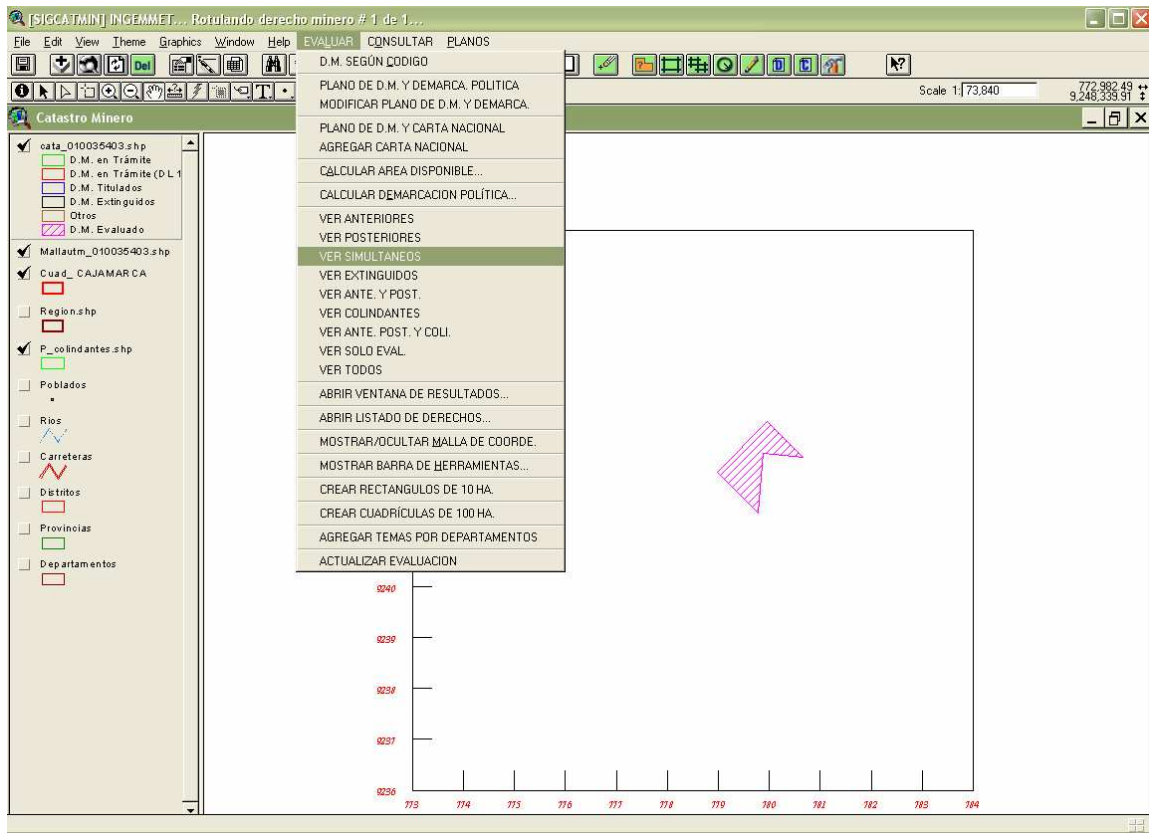 [SIGCATMIN] INGEMMET... Rotulando derecho minero # 1 de 1...
File Edit View Theme Graphics Window Help EVALUAR CONSULTAR PLANOS
Del
Scale 1: 73,840
772,982.49
9,248,339.91
Catastro Minero
cata_010035403.shp
D.M. en Trámite
D.M. en Trámite (D L 1
D.M. Titulados
D.M. Extinguidos
Otros
D.M. Evaluado
Mallautm_010035403.shp
Cuad_ CAJAMARCA
Region.shp
P_colindantes.shp
Poblados
Rios
Carreteras
Distritos
Provincias
Departamentos
D.M. SEGÚN CODIGO
PLANO DE D.M. Y DEMARCA. POLITICA
MODIFICAR PLANO DE D.M. Y DEMARCA.
PLANO DE D.M. Y CARTA NACIONAL
AGREGAR CARTA NACIONAL
CALCULAR AREA DISPONIBLE...
CALCULAR DEMARCACION POLÍTICA...
VER ANTERIORES
VER POSTERIORES
VER SIMULTANEOS
VER EXTINGUIDOS
VER ANTE. Y POST.
VER COLINDANTES
VER ANTE. POST. Y COLI.
VER SOLO EVAL.
VER TODOS
ABRIR VENTANA DE RESULTADOS...
ABRIR LISTADO DE DERECHOS...
MOSTRAR/OCULTAR MALLA DE COORDE.
MOSTRAR BARRA DE HERRAMIENTAS...
CREAR RECTANGULOS DE 10 HA.
CREAR CUADRÍCULAS DE 100 HA.
AGREGAR TEMAS POR DEPARTAMENTOS
ACTUALIZAR EVALUACION
9240
9239
9238
9237
9236
773 774 775 776 777 778 779 780 781 782 783 784